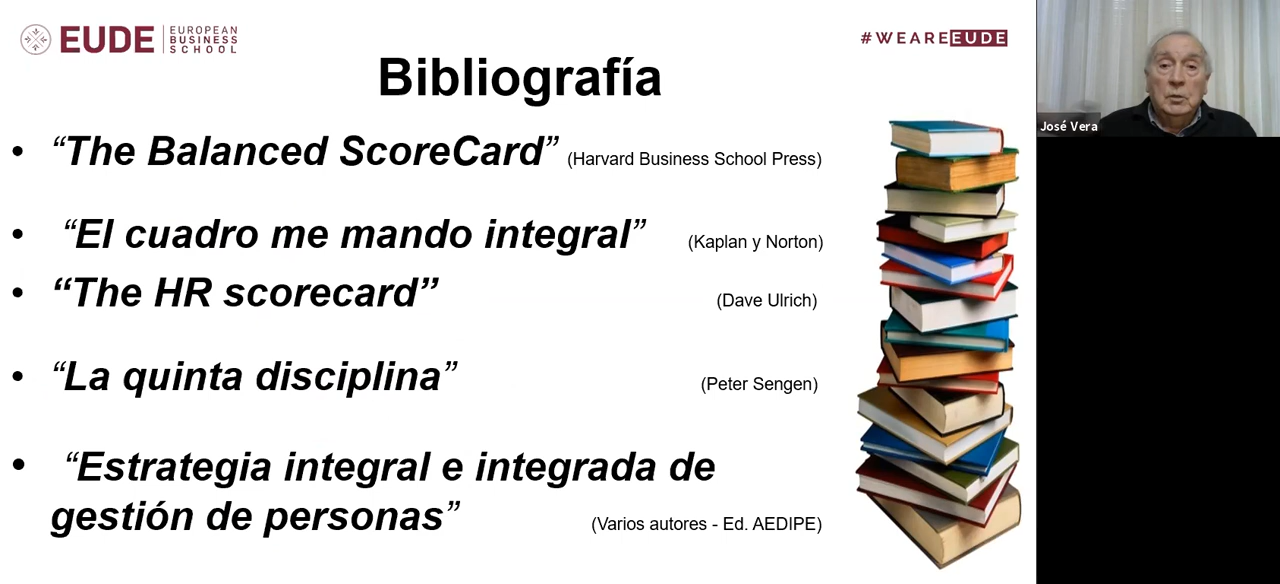 EUDE EUROPEAN
BUSINESS
SCHOOL
#WEAREEUDE
José Vera
Bibliografía
• “The Balanced ScoreCard” (Harvard Business School Press)
• “El cuadro me mando integral” (Kaplan y Norton)
• “The HR scorecard” (Dave Ulrich)
• “La quinta disciplina” (Peter Sengen)
• “Estrategia integral e integrada de
gestión de personas” (Varios autores - Ed. AEDIPE)